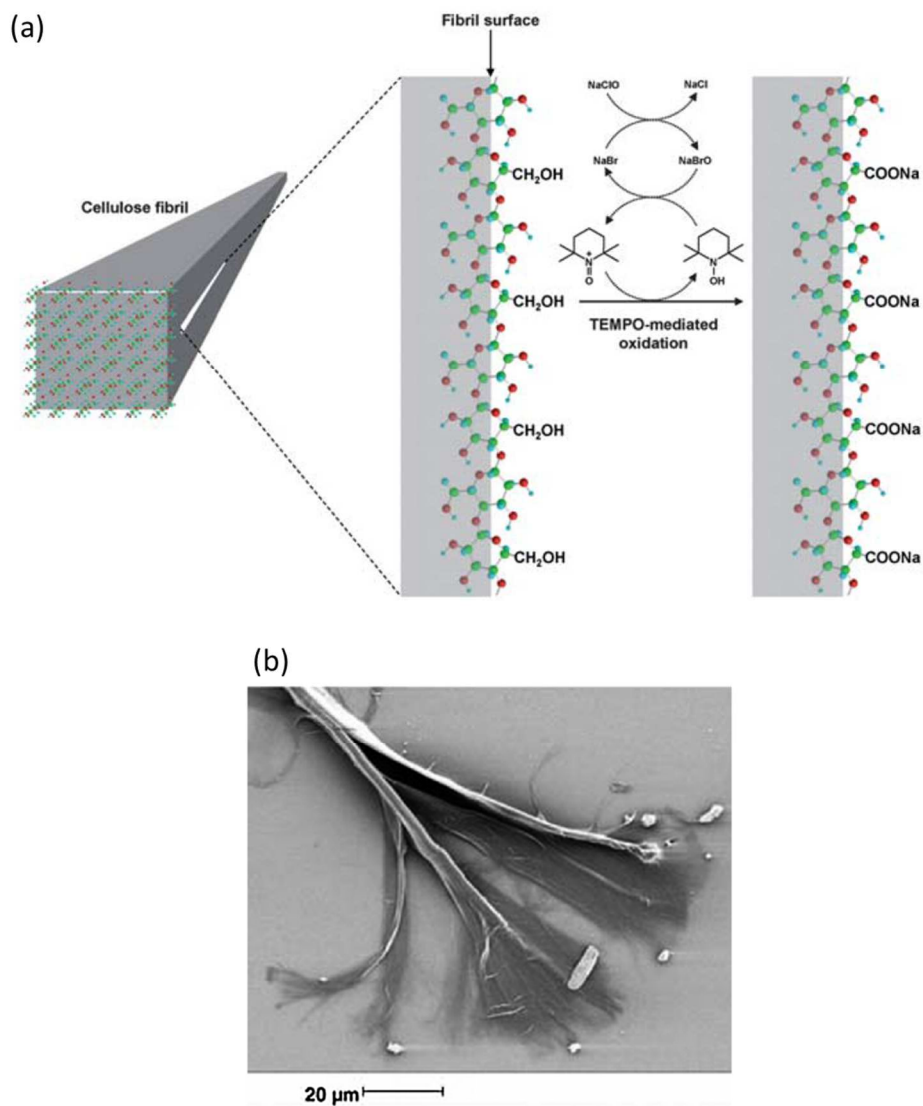 (a)
Fibril surface
Cellulose fibril
NaClO
NaCl
NaBr
NaBrO
N
+
O
N
OH
TEMPO-mediated
oxidation
CH₂OH
CH₂OH
CH₂OH
CH₂OH
COONa
COONa
COONa
COONa
(b)
20 μm